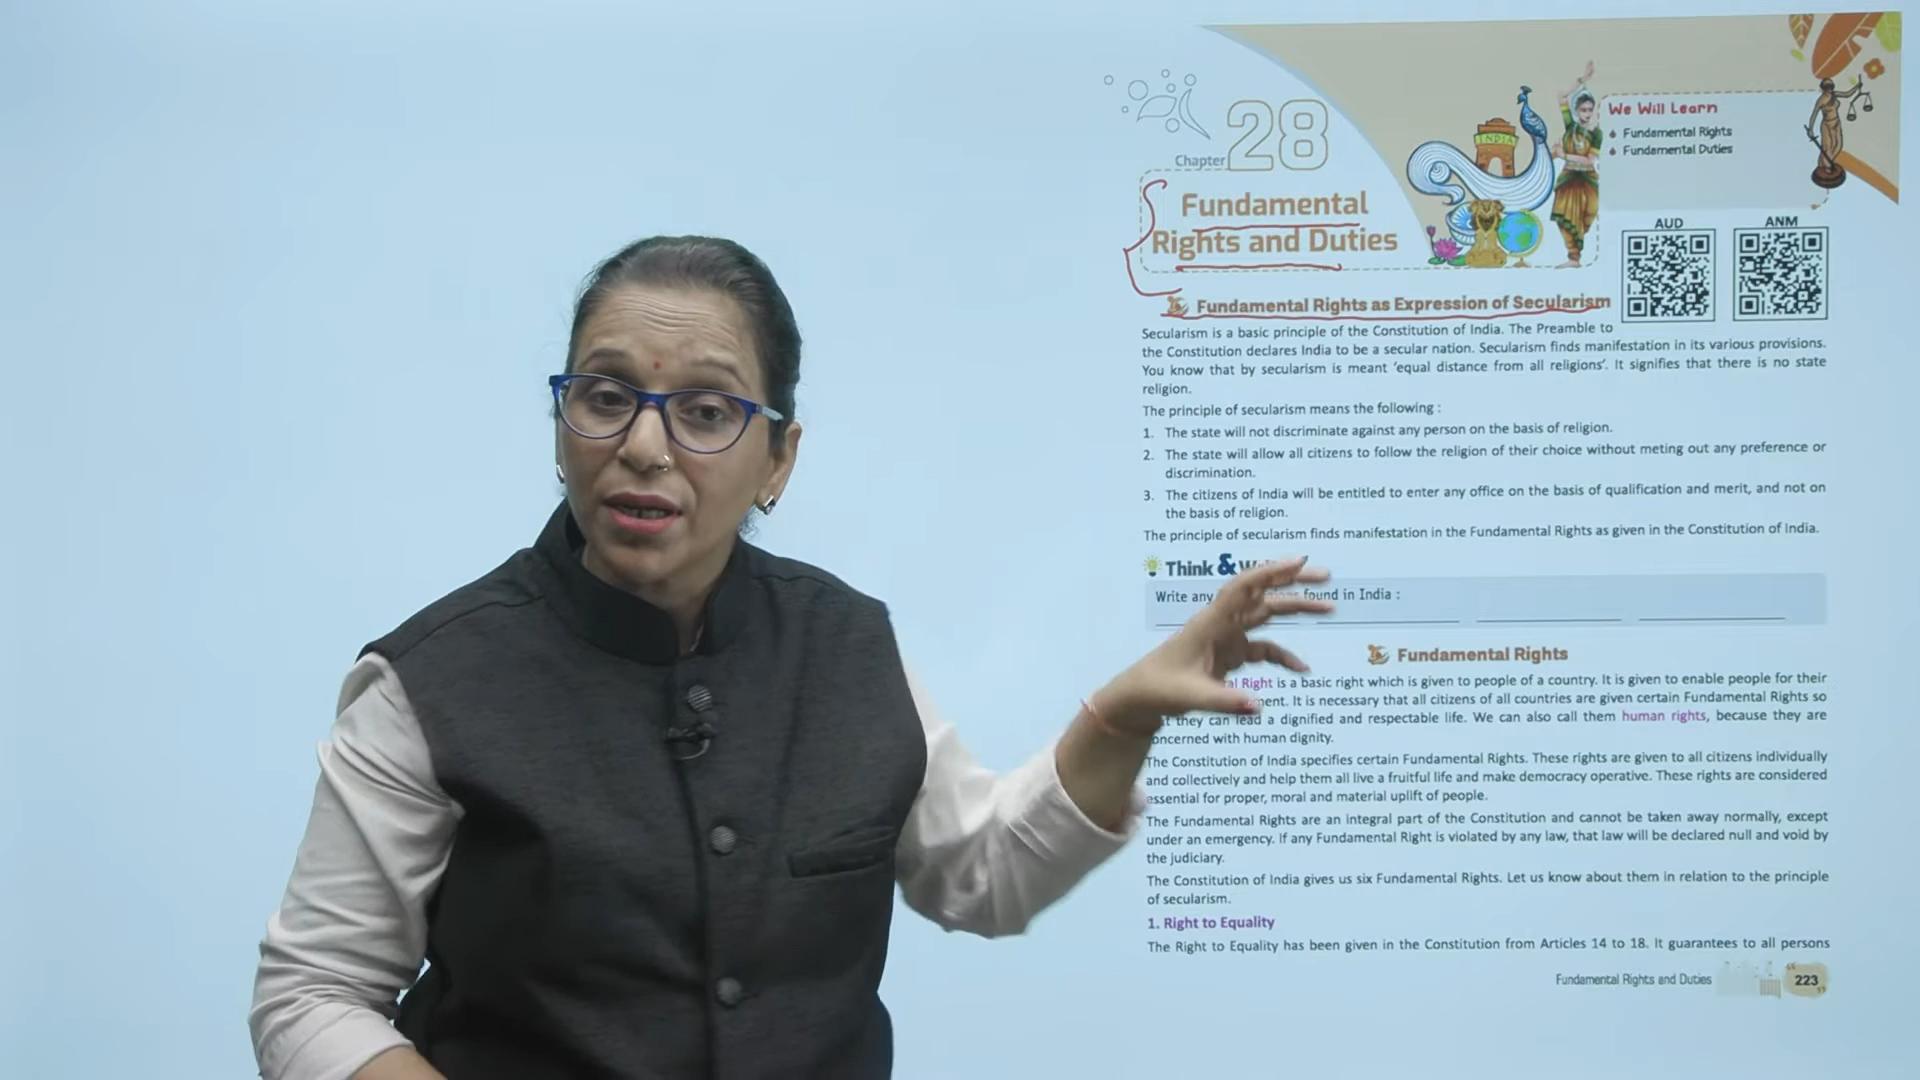 Chapter 28
Fundamental
Rights and Duties
INDIA
We Will Learn
Fundamental Rights
Fundamental Duties
AUD
ANM
Fundamental Rights as Expression of Secularism
Secularism is a basic principle of the Constitution of India. The Preamble to
the Constitution declares India to be a secular nation. Secularism finds manifestation in its various provisions.
You know that by secularism is meant 'equal distance from all religions'. It signifies that there is no state
religion.
The principle of secularism means the following :
1. The state will not discriminate against any person on the basis of religion.
2. The state will allow all citizens to follow the religion of their choice without meting out any preference or
discrimination.
3. The citizens of India will be entitled to enter any office on the basis of qualification and merit, and not on
the basis of religion.
The principle of secularism finds manifestation in the Fundamental Rights as given in the Constitution of India.
Think &
Write any found in India :
Fundamental Rights
Right is a basic right which is given to people of a country. It is given to enable people for their
It is necessary that all citizens of all countries are given certain Fundamental Rights so
they can lead a dignified and respectable life. We can also call them human rights, because they are
with human dignity.
The Constitution of India specifies certain Fundamental Rights. These rights are given to all citizens individually
and collectively and help them all live a fruitful life and make democracy operative. These rights are considered
essential for proper, moral and material uplift of people.
The Fundamental Rights are an integral part of the Constitution and cannot be taken away normally, except
under an emergency. If any Fundamental Right is violated by any law, that law will be declared null and void by
the judiciary.
The Constitution of India gives us six Fundamental Rights. Let us know about them in relation to the principle
of secularism.
1. Right to Equality
The Right to Equality has been given in the Constitution from Articles 14 to 18. It guarantees to all persons
Fundamental Rights and Duties 223